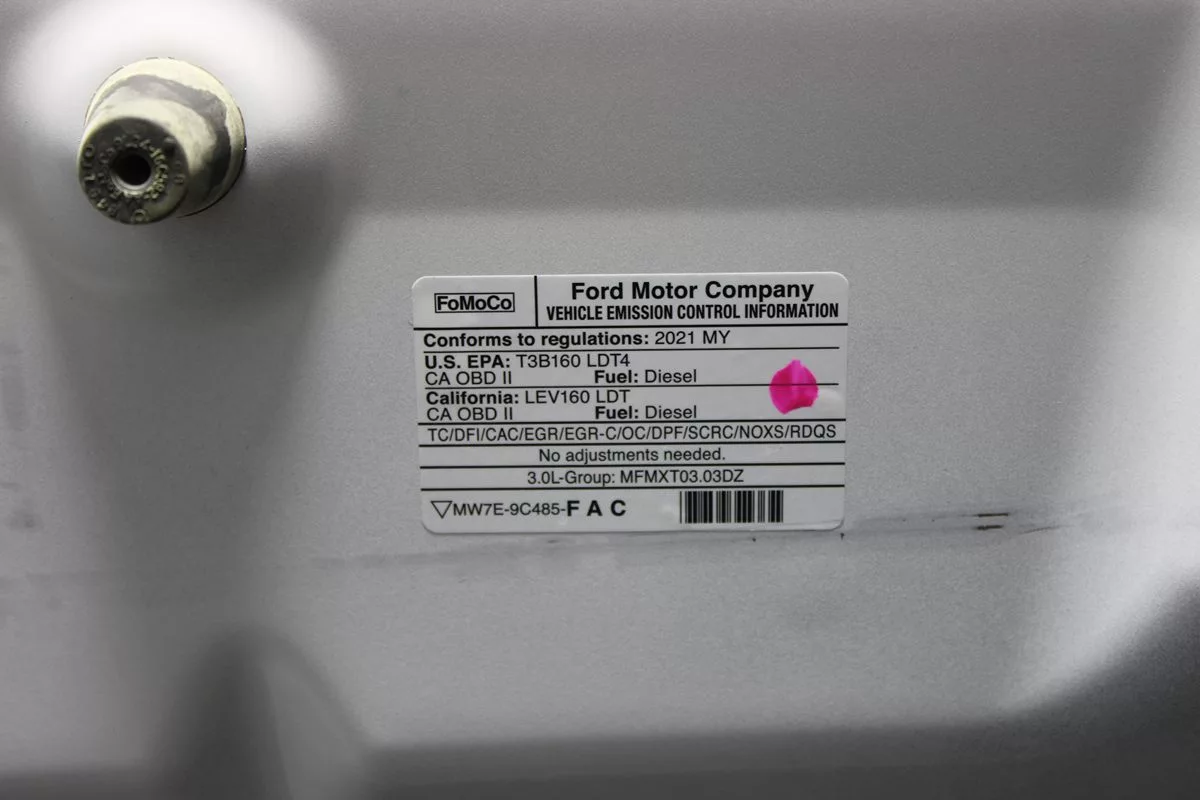 FoMoCo
Ford Motor Company
VEHICLE EMISSION CONTROL INFORMATION
Conforms to regulations: 2021 MY
U.S. EPA: T3B160 LDT4
CA OBD II Fuel: Diesel
California: LEV160 LDT
CA OBD II Fuel: Diesel
TC/DFI/CAC/EGR/EGR-C/OC/DPF/SCRC/NOXS/RDQS
No adjustments needed.
3.0L-Group: MFMXT03.03DZ
MW7E-9C485-F A C